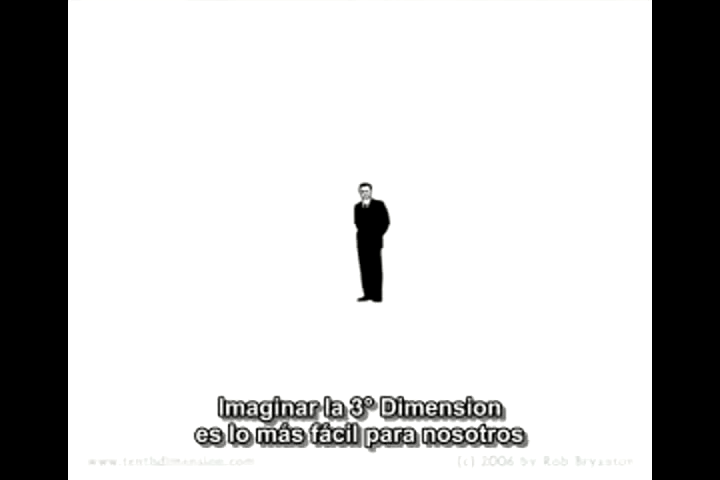 Imaginar la 3° Dimension
es lo más fácil para nosotros
www.tenthdimension.com
(c) 2006 by Rob Bryanton